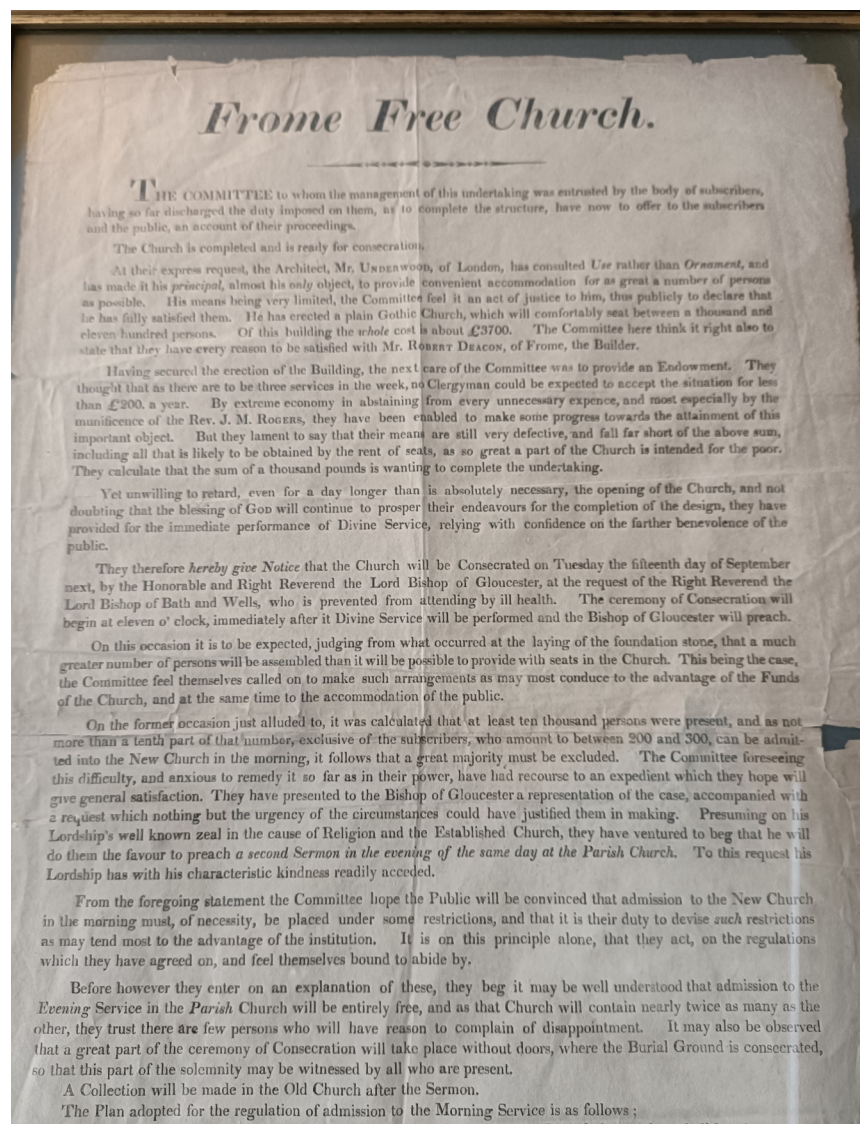 Frome Free Church.
THE COMMITTEE to whom the management of this undertaking was entrusted by the body of subscribers,
having so far discharged the duty imposed on them, as to complete the structure, have now to offer to the subscribers
and the public, an account of their proceedings.
The Church is completed and is ready for consecration.
At their express request, the Architect, Mr. UNDERWOOD, of London, has consulted Use rather than Ornament, and
has made it his principal, almost his only object, to provide convenient accommodation for as great a number of persons
as possible. His means being very limited, the Committee feel it an act of justice to him, thus publicly to declare that
he has fully satisfied them. He has erected a plain Gothic Church, which will comfortably seat between a thousand and
eleven hundred persons. Of this building the whole cost is about £3700. The Committee here think it right also to
state that they have every reason to be satisfied with Mr. ROBERT DEACON, of Frome, the Builder.
Having secured the erection of the Building, the next care of the Committee was to provide an Endowment. They
thought that as there are to be three services in the week, no Clergyman could be expected to accept the situation for less
than £200. a year. By extreme economy in abstaining from every unnecessary expence, and most especially by the
munificence of the Rev. J. M. ROGERS, they have been enabled to make some progress towards the attainment of this
important object. But they lament to say that their means are still very defective, and fall far short of the above sum,
including all that is likely to be obtained by the rent of seats, as so great a part of the Church is intended for the poor.
They calculate that the sum of a thousand pounds is wanting to complete the undertaking.
Yet unwilling to retard, even for a day longer than is absolutely necessary, the opening of the Church, and not
doubting that the blessing of God will continue to prosper their endeavours for the completion of the design, they have
provided for the immediate performance of Divine Service, relying with confidence on the farther benevolence of the
public.
They therefore hereby give Notice that the Church will be Consecrated on Tuesday the fifteenth day of September
next, by the Honorable and Right Reverend the Lord Bishop of Gloucester, at the request of the Right Reverend the
Lord Bishop of Bath and Wells, who is prevented from attending by ill health. The ceremony of Consecration will
begin at eleven o' clock, immediately after it Divine Service will be performed and the Bishop of Gloucester will preach.
On this occasion it is to be expected, judging from what occurred at the laying of the foundation stone, that a much
greater number of persons will be assembled than it will be possible to provide with seats in the Church. This being the case,
the Committee feel themselves called on to make such arrangements as may most conduce to the advantage of the Funds
of the Church, and at the same time to the accommodation of the public.
On the former occasion just alluded to, it was calculated that at least ten thousand persons were present, and as not
more than a tenth part of that number, exclusive of the subscribers, who amount to between 200 and 300, can be admit-
ted into the New Church in the morning, it follows that a great majority must be excluded. The Committee foreseeing
this difficulty, and anxious to remedy it so far as in their power, have had recourse to an expedient which they hope will
give general satisfaction. They have presented to the Bishop of Gloucester a representation of the case, accompanied with
a request which nothing but the urgency of the circumstances could have justified them in making. Presuming on his
Lordship's well known zeal in the cause of Religion and the Established Church, they have ventured to beg that he will
do them the favour to preach a second Sermon in the evening of the same day at the Parish Church. To this request his
Lordship has with his characteristic kindness readily acceded.
From the foregoing statement the Committee hope the Public will be convinced that admission to the New Church
in the morning must, of necessity, be placed under some restrictions, and that it is their duty to devise such restrictions
as may tend most to the advantage of the institution. It is on this principle alone, that they act, on the regulations
which they have agreed on, and feel themselves bound to abide by.
Before however they enter on an explanation of these, they beg it may be well understood that admission to the
Evening Service in the Parish Church will be entirely free, and as that Church will contain nearly twice as many as the
other, they trust there are few persons who will have reason to complain of disappointment. It may also be observed
that a great part of the ceremony of Consecration will take place without doors, where the Burial Ground is consecrated,
so that this part of the solemnity may be witnessed by all who are present.
A Collection will be made in the Old Church after the Sermon.
The Plan adopted for the regulation of admission to the Morning Service is as follows ;